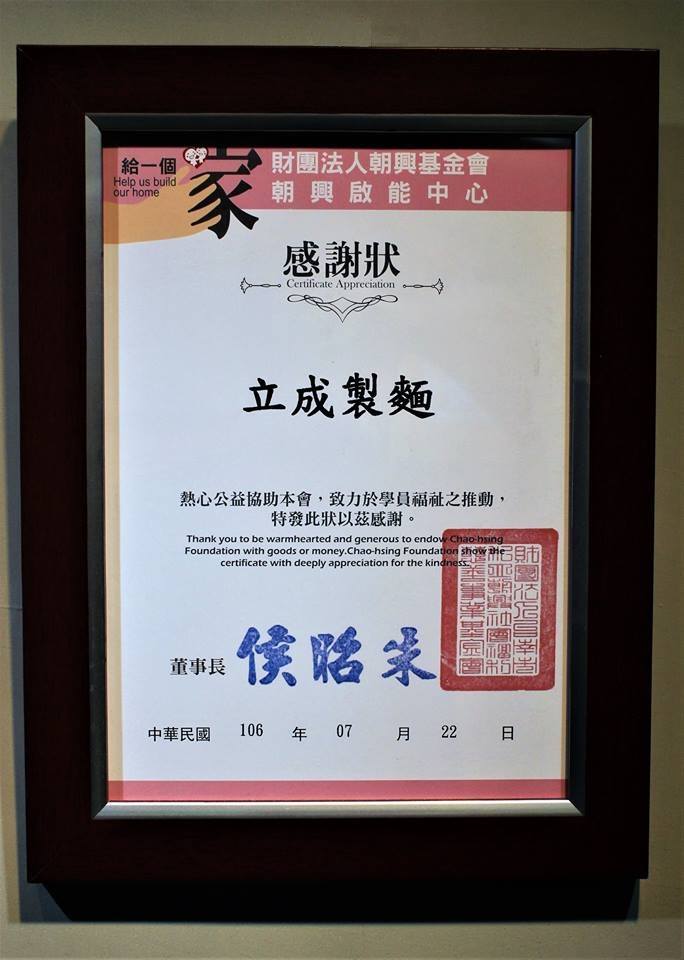 給一個
家
Help us build
our home
財團法人朝興基金會
朝興啟能中心
感謝狀
Certificate Appreciation
立成製麵
熱心公益協助本會，致力於學員福祉之推動，
特發此狀以茲感謝。
Thank you to be warmhearted and generous to endow Chao-hsing
Foundation with goods or money.Chao-hsing Foundation show the
certificate with deeply appreciation for the kindness.
董事長 侯昭朱
中華民國 106 年 07 月 22 日